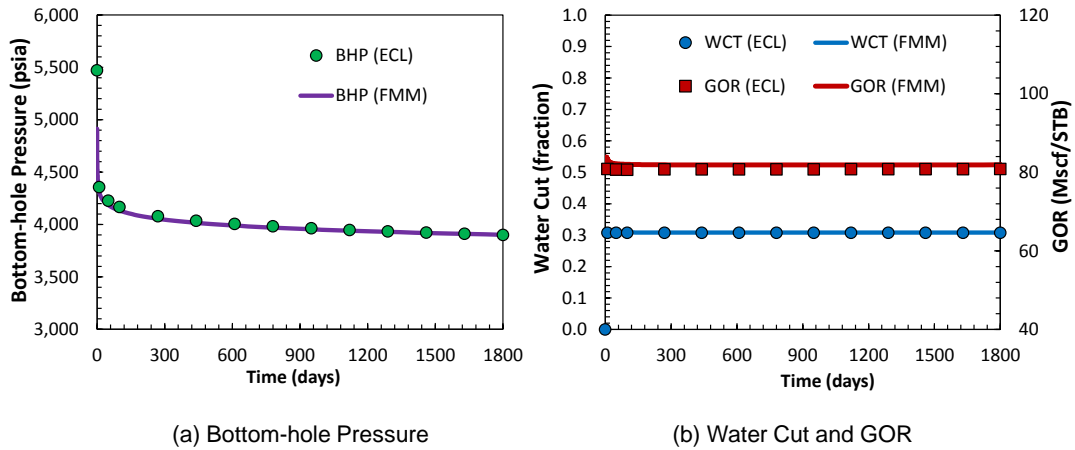 6,000
5,500
5,000
4,500
4,000
3,500
3,000
Bottom-hole Pressure (psia)
BHP (ECL)
BHP (FMM)
0 300 600 900 1200 1500 1800
Time (days)
(a) Bottom-hole Pressure
1.0
0.9
0.8
0.7
0.6
0.5
0.4
0.3
0.2
0.1
0.0
Water Cut (fraction)
WCT (ECL) WCT (FMM)
GOR (ECL) GOR (FMM)
120
100
80
60
40
GOR (Mscf/STB)
0 300 600 900 1200 1500 1800
Time (days)
(b) Water Cut and GOR